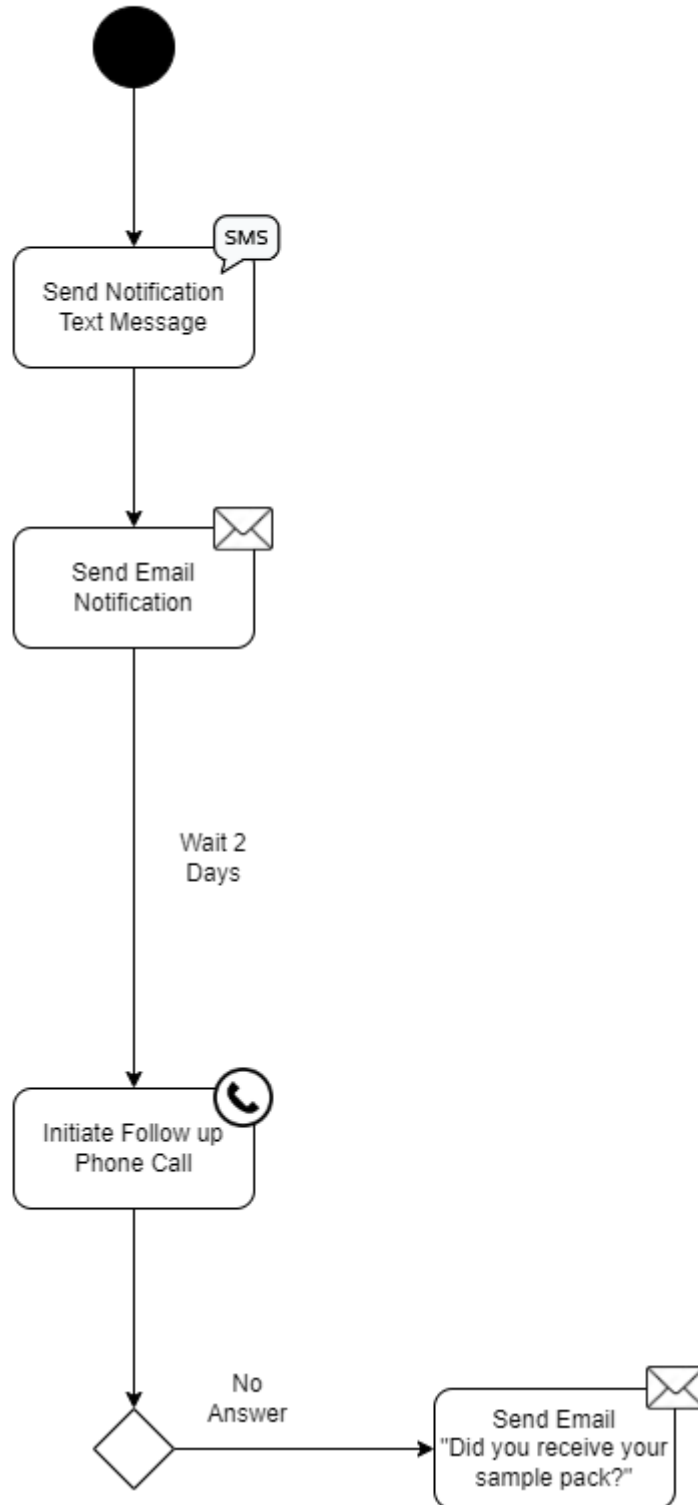 SMS
Send Notification
Text Message
Send Email
Notification
Wait 2
Days
Initiate Follow up
Phone Call
No
Answer
Send Email
"Did you receive your
sample pack?"